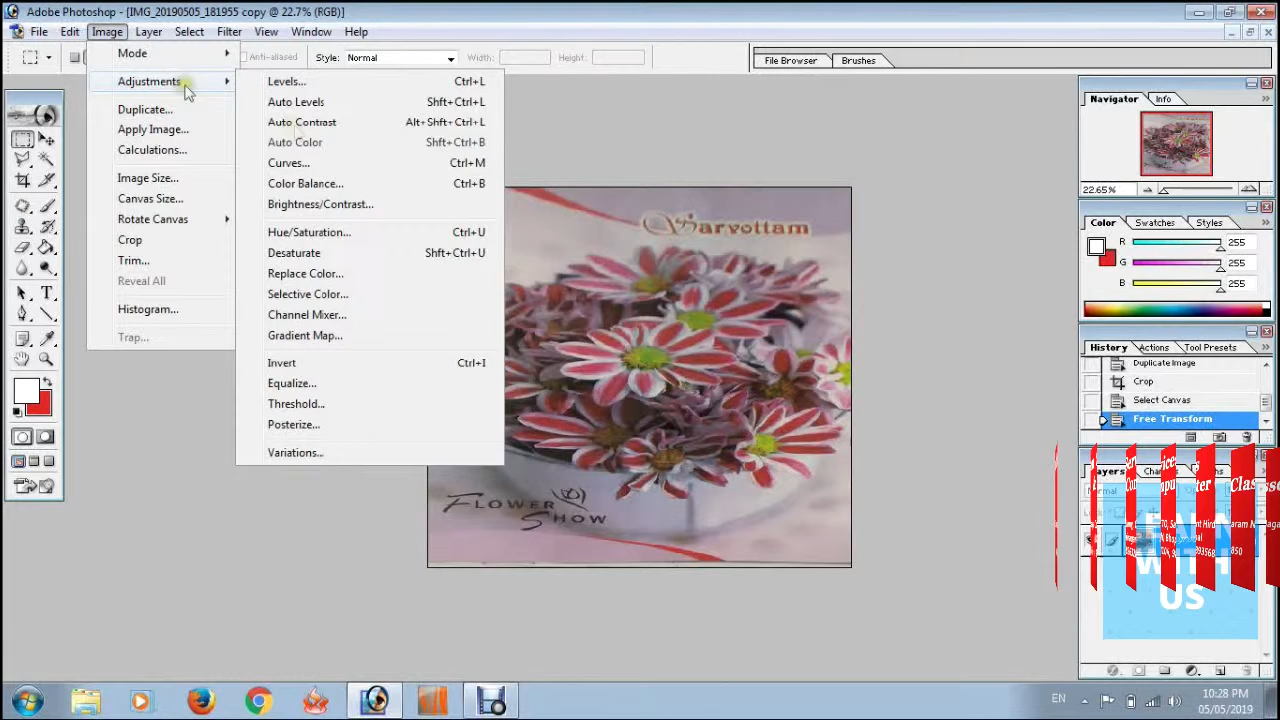 Adobe Photoshop - [IMG_20190505_181955 copy @ 22.7% (RGB)]
File Edit Image Layer Select Filter View Window Help
Anti-aliased Style: Normal Width: Height: File Browser Brushes
Mode
Adjustments
Duplicate...
Apply Image...
Calculations...
Image Size...
Canvas Size...
Rotate Canvas
Crop
Trim...
Reveal All
Histogram...
Trap...
Levels... Ctrl+L
Auto Levels Shft+Ctrl+L
Auto Contrast Alt+Shft+Ctrl+L
Auto Color Shft+Ctrl+B
Curves... Ctrl+M
Color Balance... Ctrl+B
Brightness/Contrast...
Hue/Saturation... Ctrl+U
Desaturate Shft+Ctrl+U
Replace Color...
Selective Color...
Channel Mixer...
Gradient Map...
Invert Ctrl+I
Equalize...
Threshold...
Posterize...
Variations...
Sarvottam
Flower
Show
Navigator Info
22.65%
Color Swatches Styles
R 255
G 255
B 255
History Actions Tool Presets
Duplicate Image
Crop
Select Canvas
Free Transform
Layers
Normal
WITH
US
EN
10:28 PM
05/05/2019